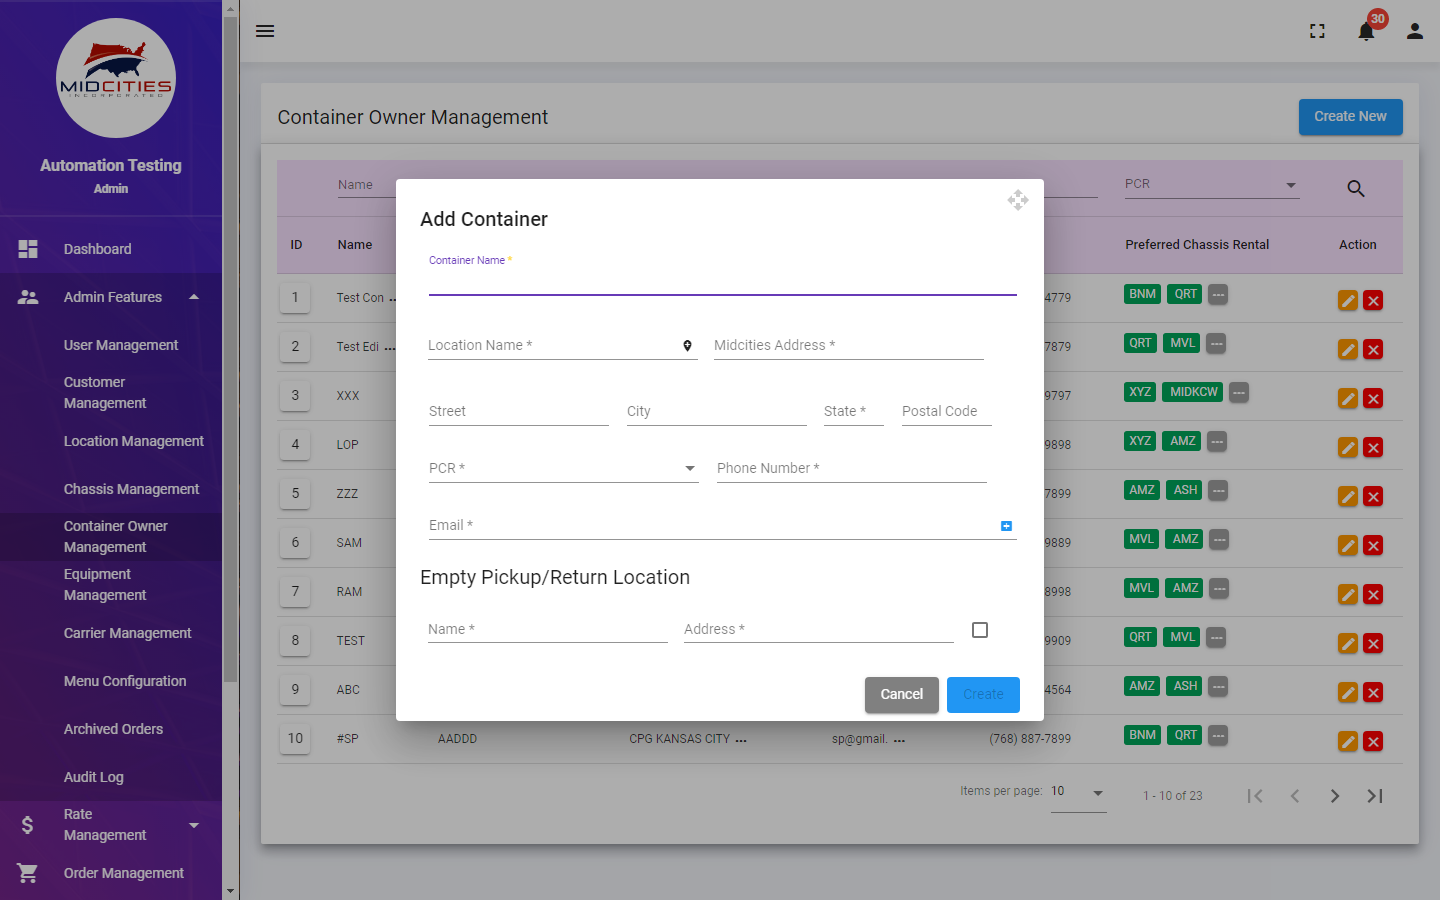 MIDCITIES
INCORPORATED
Automation Testing
Admin
Dashboard
Admin Features
User Management
Customer
Management
Location Management
Chassis Management
Container Owner
Management
Equipment
Management
Carrier Management
Menu Configuration
Archived Orders
Audit Log
Rate
Management
Order Management
30
Container Owner Management
Create New
Name
PCR
ID Name Preferred Chassis Rental Action
1 Test Con ... 4779 BNM QRT ---
2 Test Edi ... 7879 QRT MVL ---
3 XXX 9797 XYZ MIDKCW ---
4 LOP 9898 XYZ AMZ ---
5 ZZZ 7899 AMZ ASH ---
6 SAM 9889 MVL AMZ ---
7 RAM 8998 MVL AMZ ---
8 TEST 9909 QRT MVL ---
9 ABC 4564 AMZ ASH ---
10 #SP AADDD CPG KANSAS CITY ... sp@gmail. ... (768) 887-7899 BNM QRT ---
Items per page: 10 1 - 10 of 23
Add Container
Container Name *
Location Name * Midcities Address *
Street City State * Postal Code
PCR * Phone Number *
Email *
Empty Pickup/Return Location
Name * Address *
Cancel Create